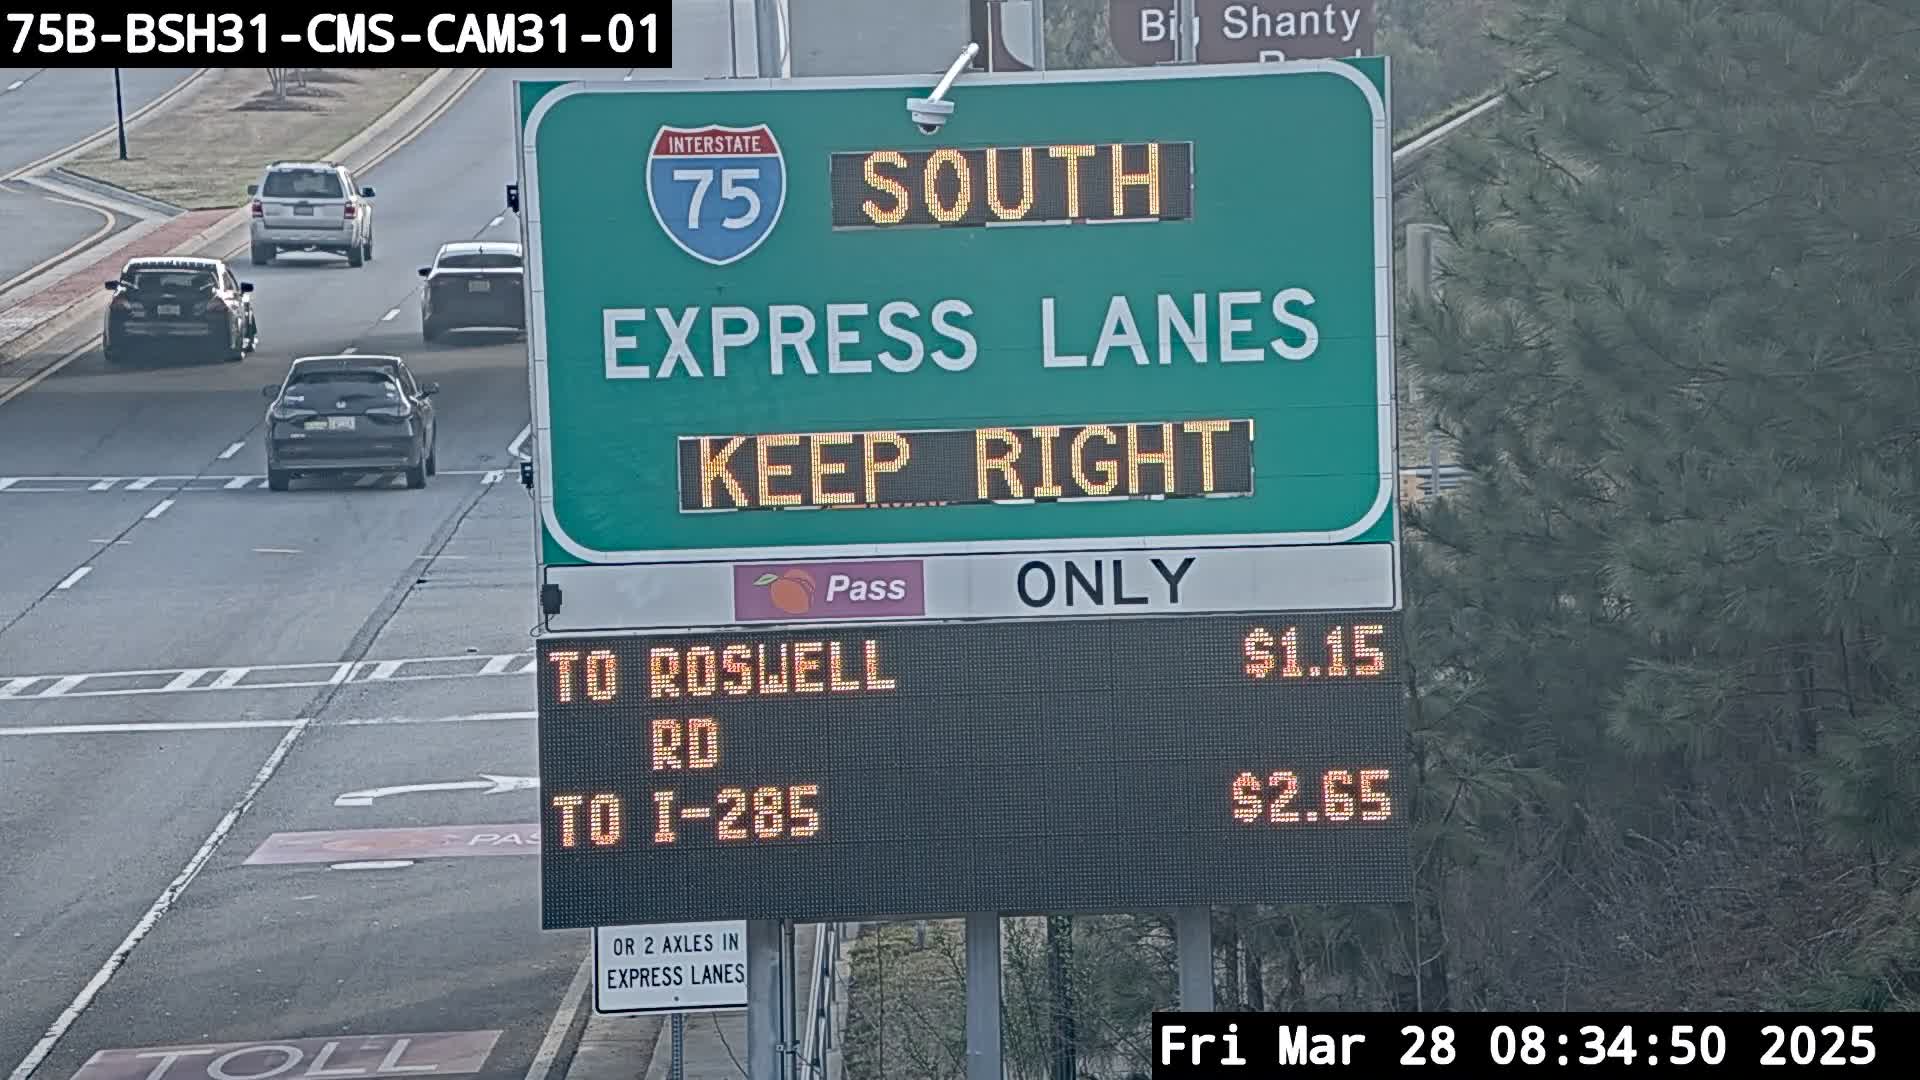 75B-BSH31-CMS-CAM31-01
Big Shanty
INTERSTATE
75
SOUTH
EXPRESS LANES
KEEP RIGHT
Pass ONLY
TO ROSWELL $1.15
RD
TO I-285 $2.65
PAS
OR 2 AXLES IN
EXPRESS LANES
TOLL
Fri Mar 28 08:34:50 2025